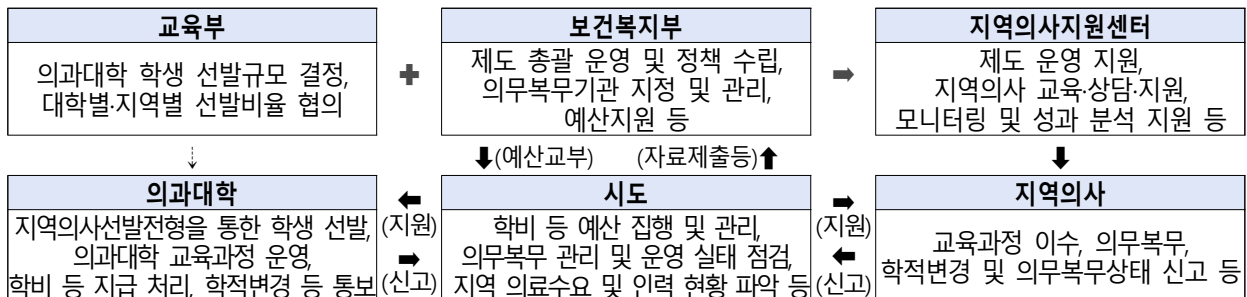 교육부
의과대학 학생 선발규모 결정,
대학별·지역별 선발비율 협의
보건복지부
제도 총괄 운영 및 정책 수립,
의무복무기관 지정 및 관리,
예산지원 등
지역의사지원센터
제도 운영 지원,
지역의사 교육·상담·지원,
모니터링 및 성과 분석 지원 등
(예산교부) (자료제출등)
의과대학
지역의사선발전형을 통한 학생 선발,
의과대학 교육과정 운영,
학비 등 지급 처리, 학적변경 등 통보
(지원)
(신고)
시도
학비 등 예산 집행 및 관리,
의무복무 관리 및 운영 실태 점검,
지역 의료수요 및 인력 현황 파악 등
(지원)
(신고)
지역의사
교육과정 이수, 의무복무,
학적변경 및 의무복무상태 신고 등